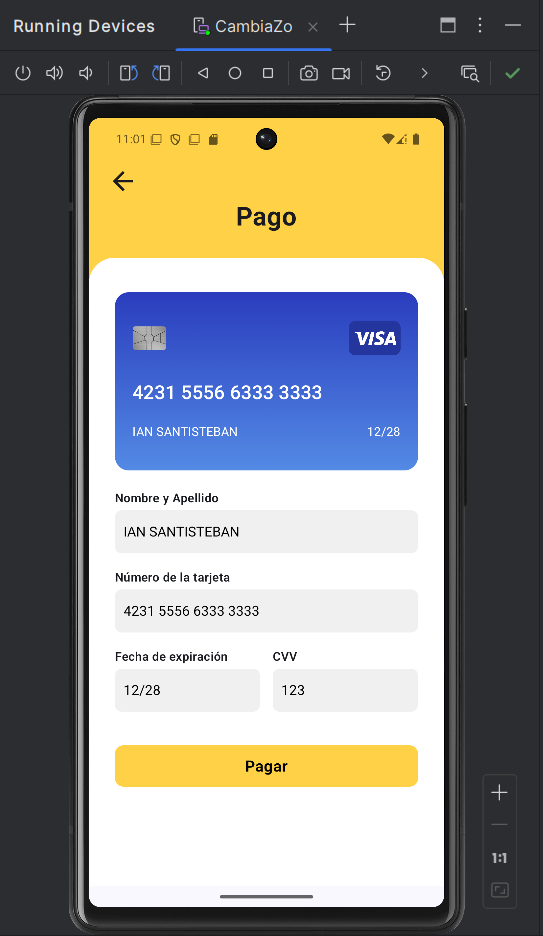 Running Devices CambiaZo
11:01
Pago
VISA
4231 5556 6333 3333
IAN SANTISTEBAN 12/28
Nombre y Apellido
IAN SANTISTEBAN
Número de la tarjeta
4231 5556 6333 3333
Fecha de expiración CVV
12/28 123
Pagar
1:1